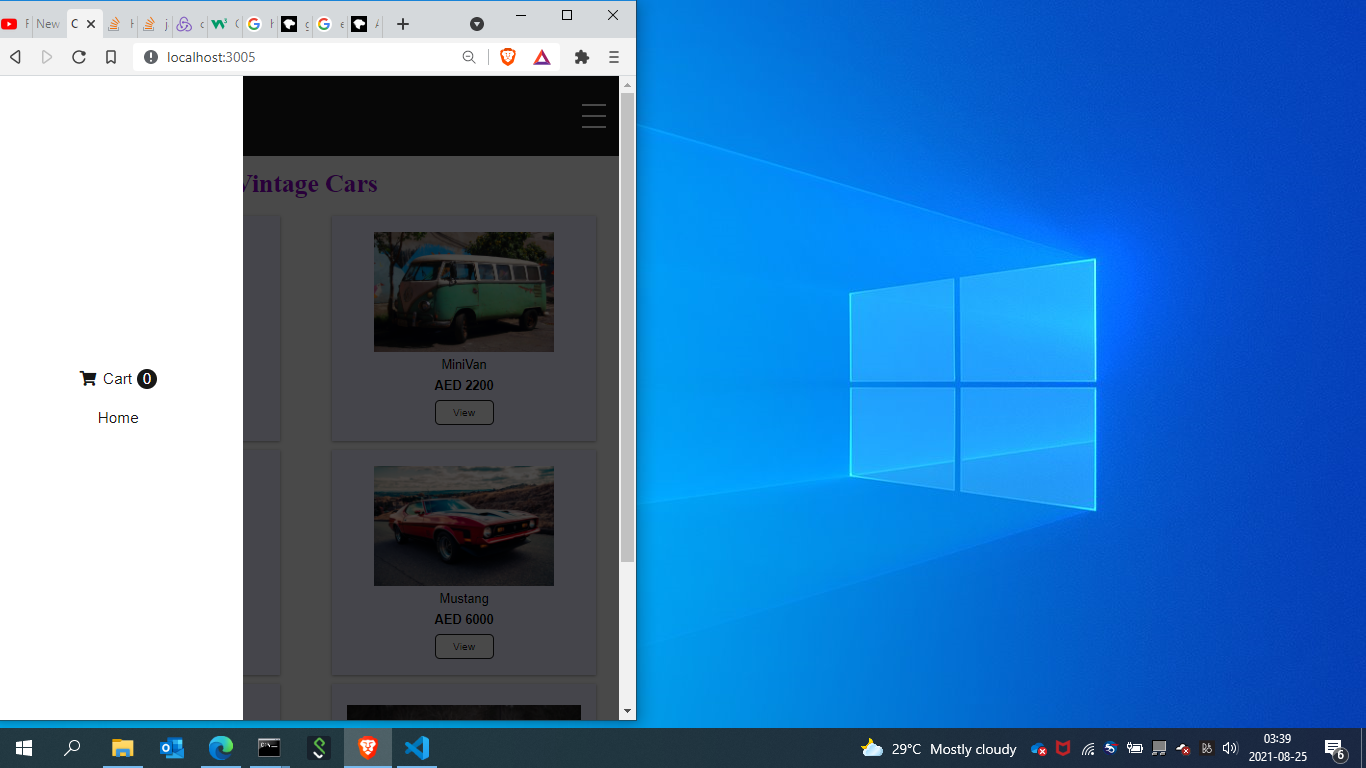 New
C
localhost:3005
Vintage Cars
MiniVan
AED 2200
View
Cart 0
Home
Mustang
AED 6000
View
29°C Mostly cloudy
03:39
2021-08-25
6